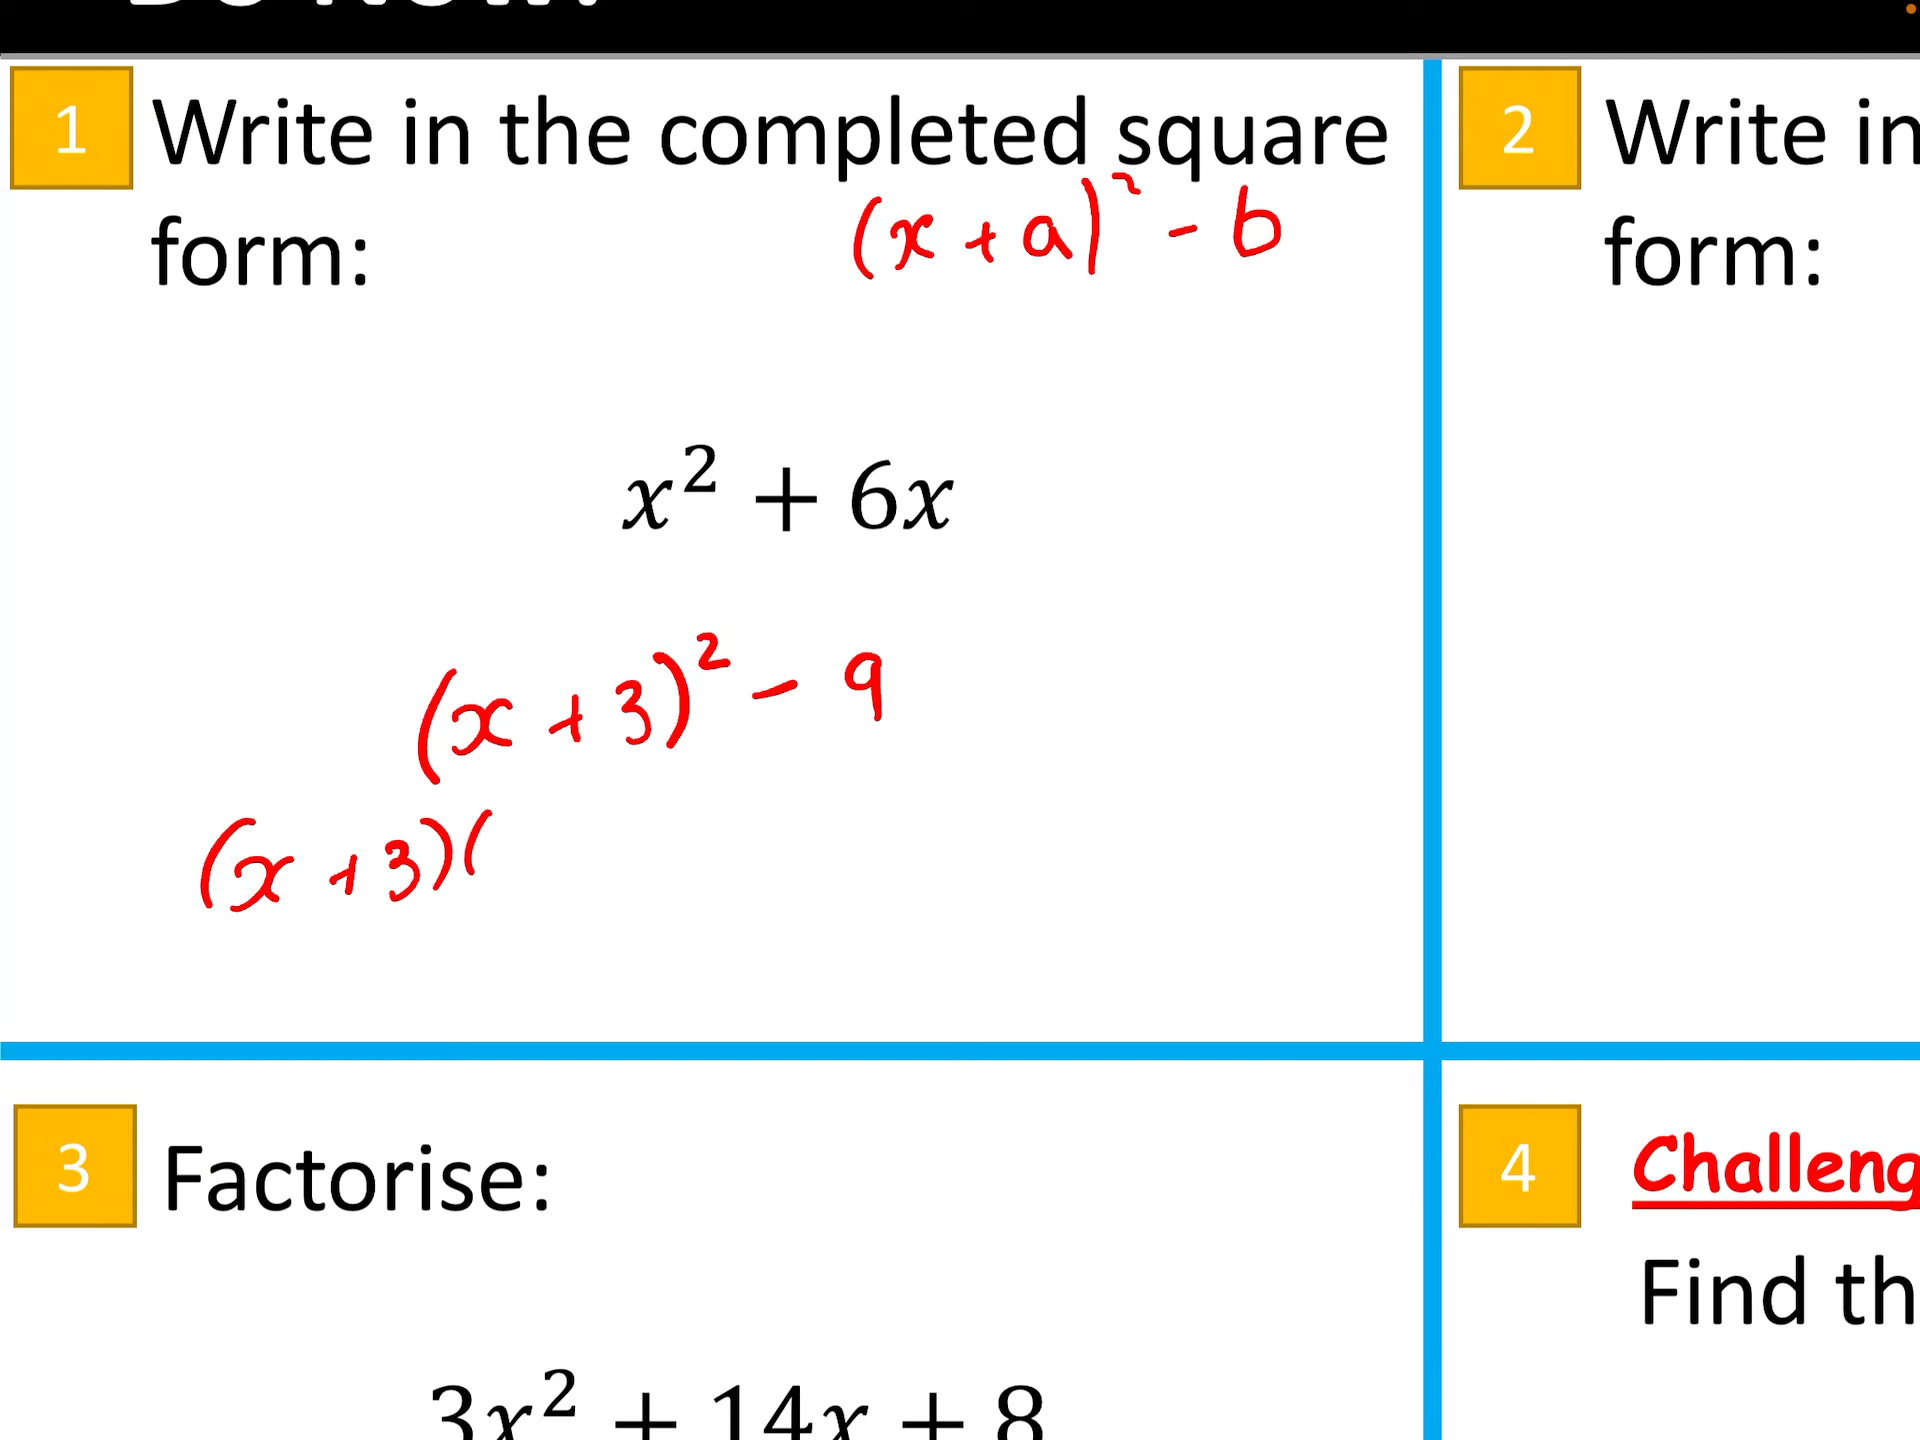 1 Write in the completed square
form:
(x + a)² - b
x² + 6x
(x + 3)² - 9
(x + 3)(
2 Write in
form:
3 Factorise:
3x² + 14x + 8
4 Challeng
Find th